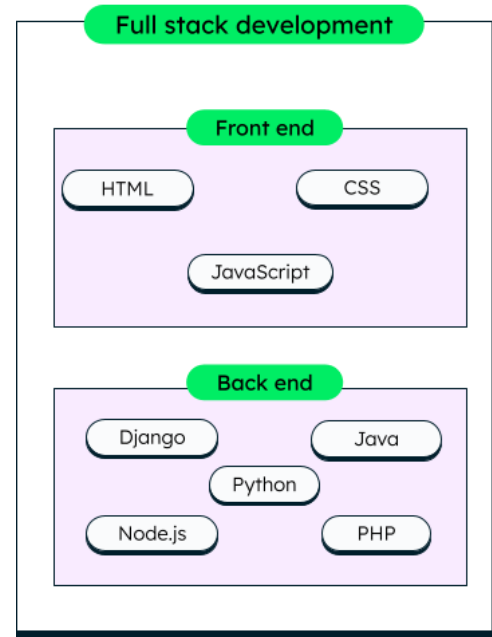 Full stack development
Front end
HTML
CSS
JavaScript
Back end
Django
Java
Python
Node.js
PHP